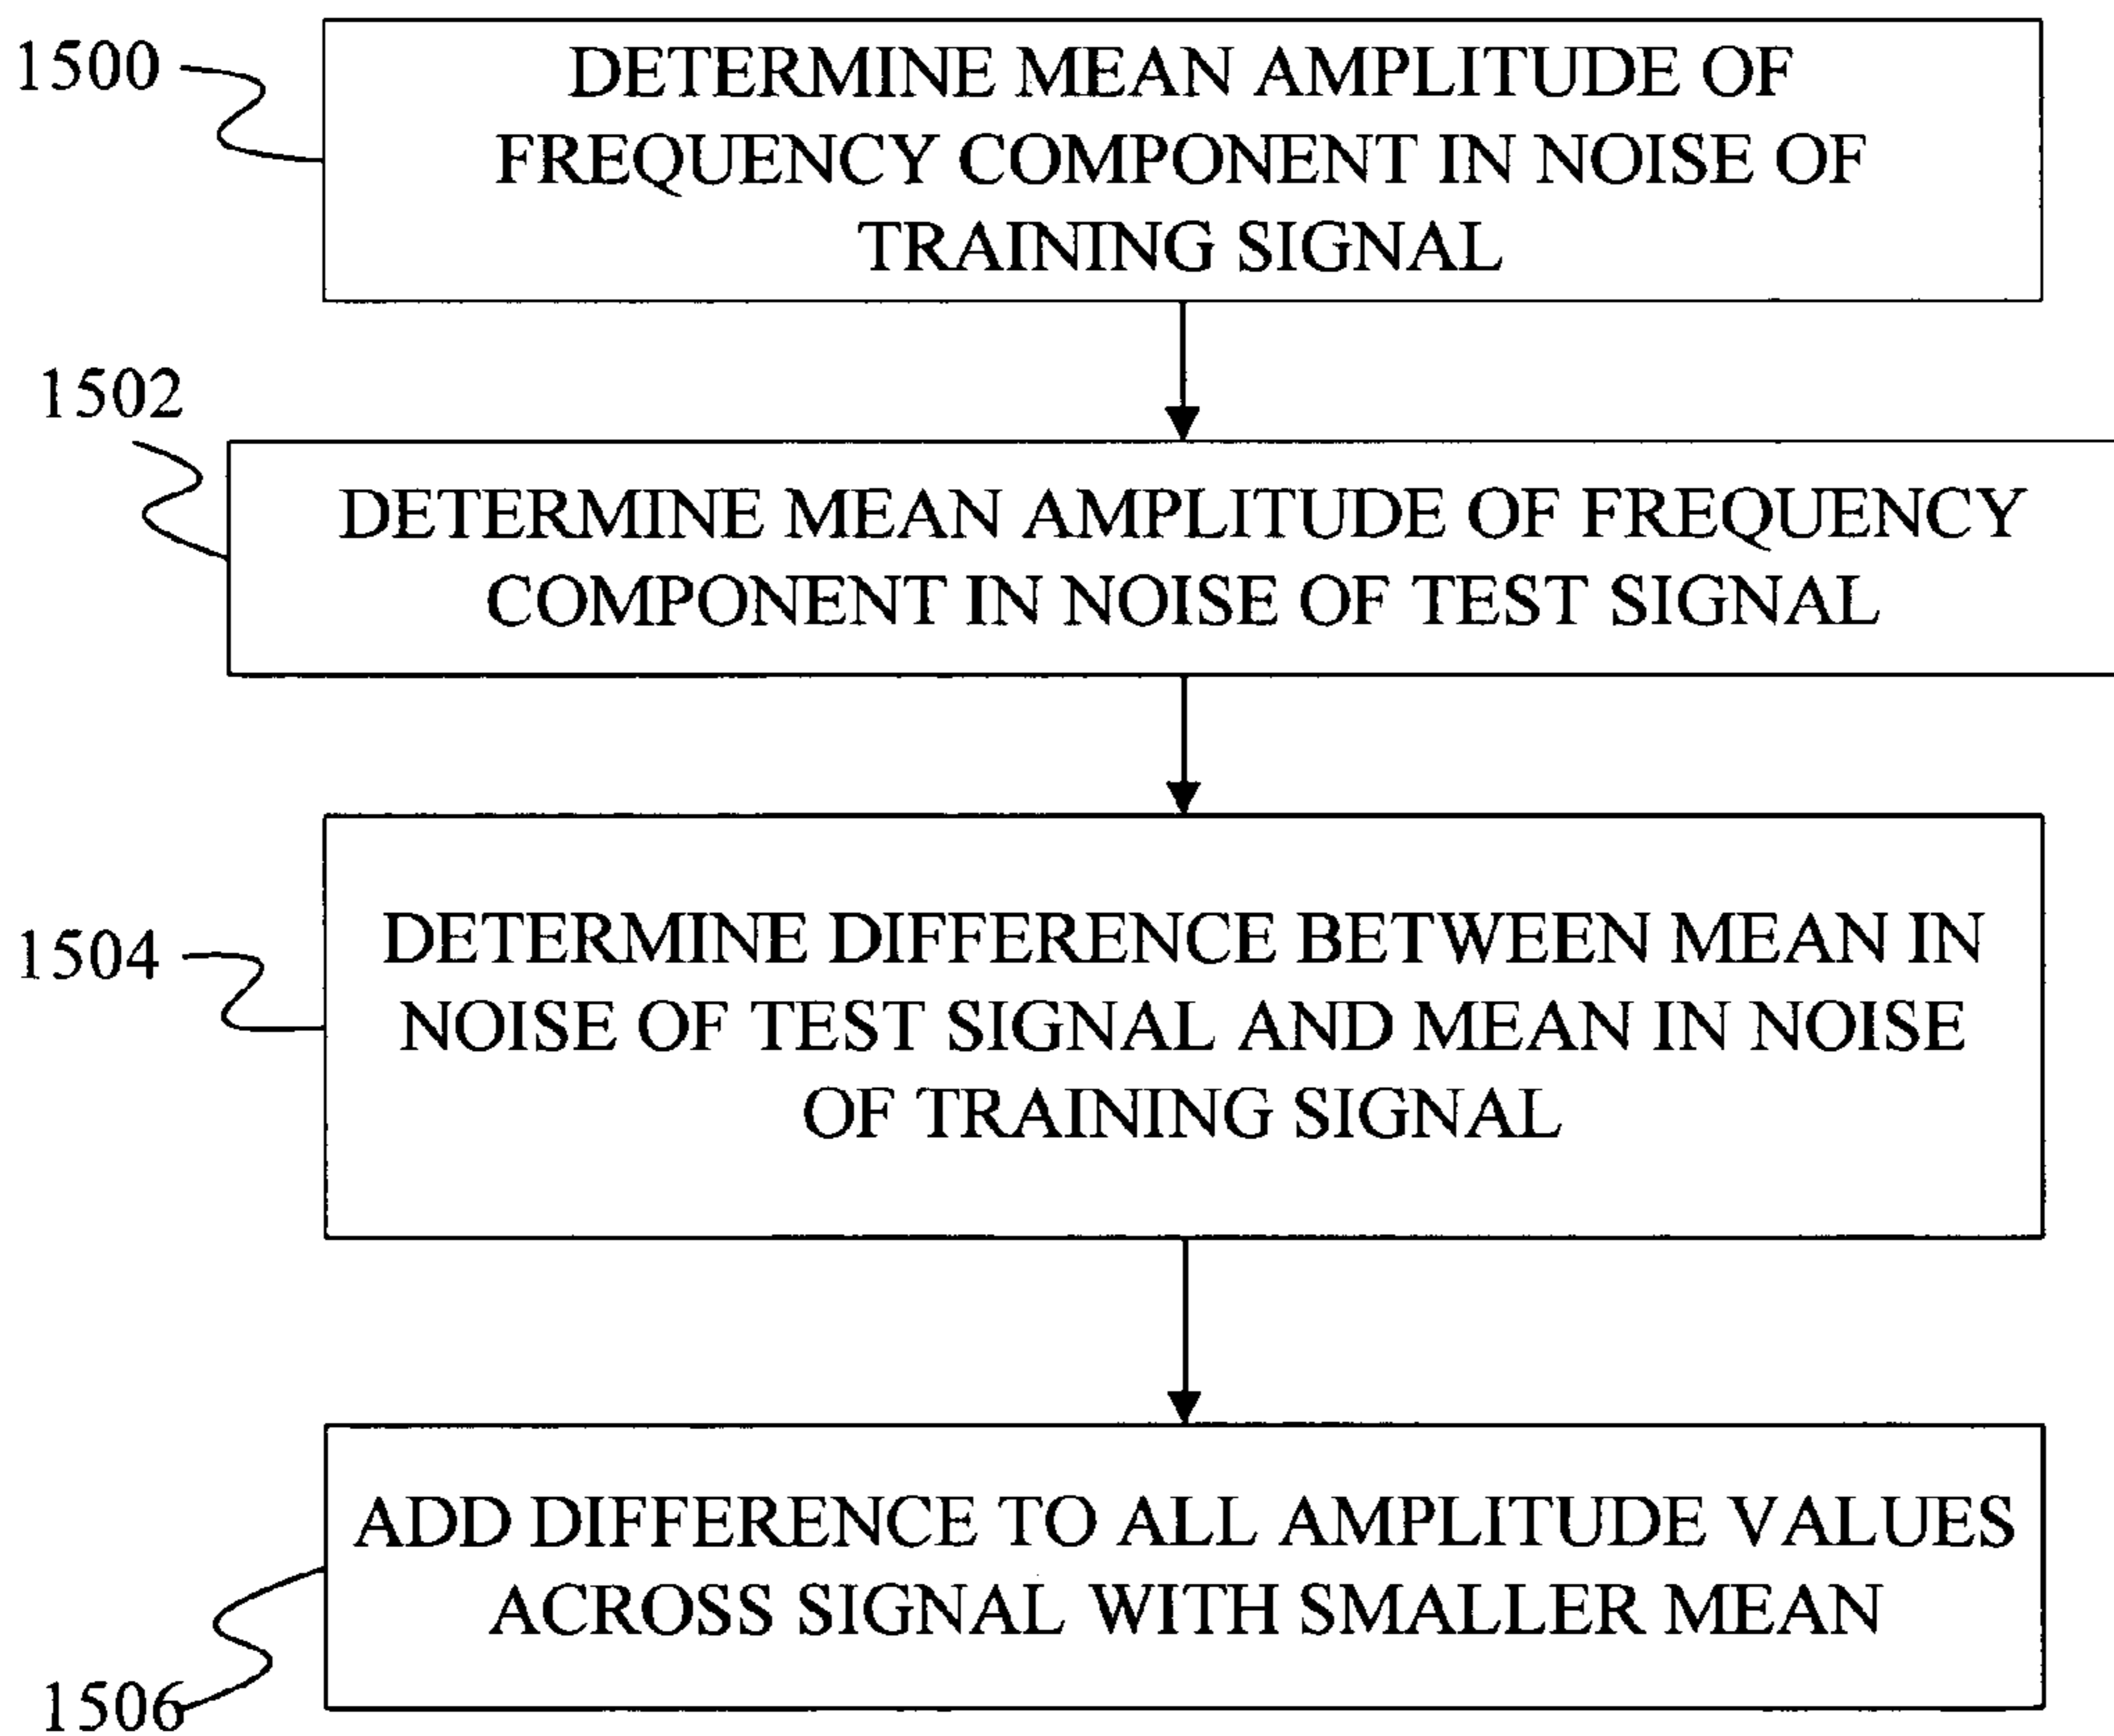 1500
DETERMINE MEAN AMPLITUDE OF
FREQUENCY COMPONENT IN NOISE OF
TRAINING SIGNAL
1502
DETERMINE MEAN AMPLITUDE OF FREQUENCY
COMPONENT IN NOISE OF TEST SIGNAL
1504
DETERMINE DIFFERENCE BETWEEN MEAN IN
NOISE OF TEST SIGNAL AND MEAN IN NOISE
OF TRAINING SIGNAL
ADD DIFFERENCE TO ALL AMPLITUDE VALUES
ACROSS SIGNAL WITH SMALLER MEAN
1506